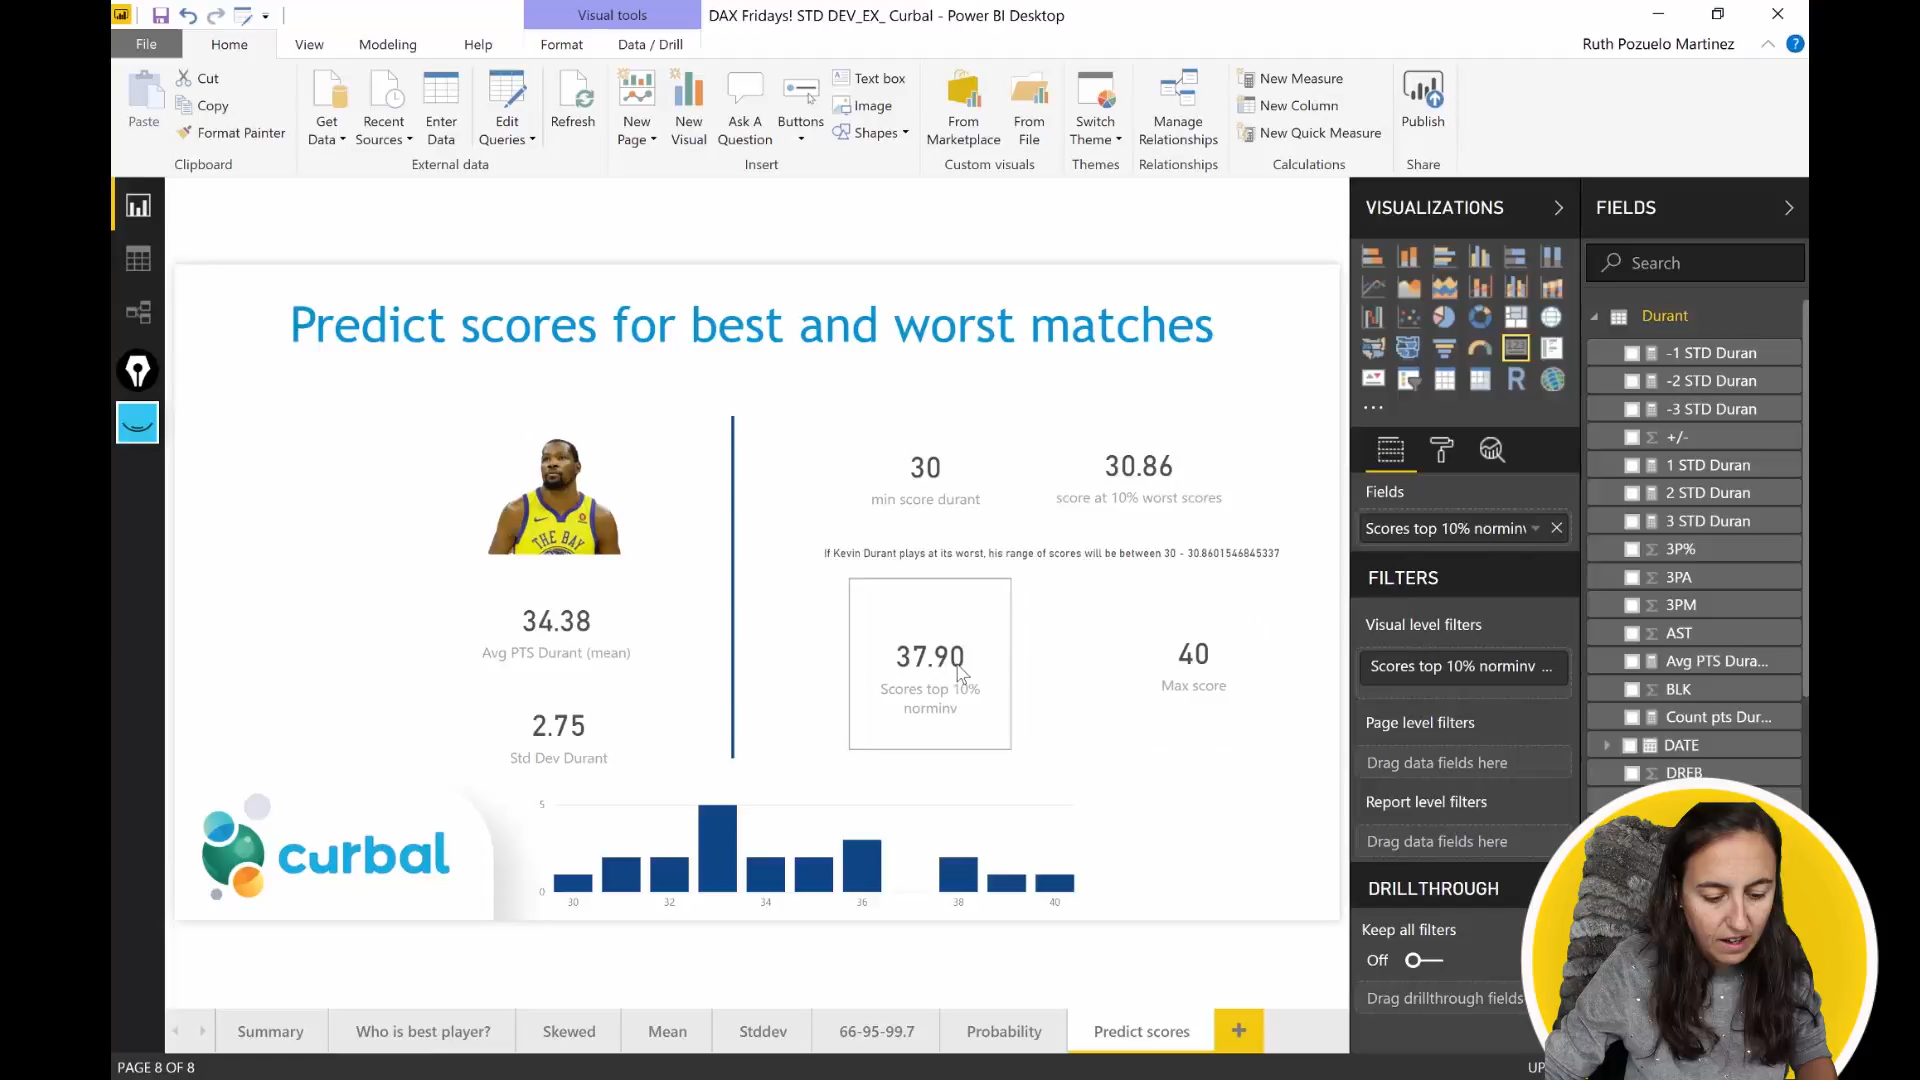 Visual tools
DAX Fridays! STD DEV_EX_ Curbal - Power BI Desktop
File
Home
View
Modeling
Help
Format
Data / Drill
Ruth Pozuelo Martinez
Paste
Cut
Copy
Format Painter
Clipboard
Get Data
Recent Sources
Enter Data
Edit Queries
Refresh
External data
New Page
New Visual
Ask A Question
Buttons
Text box
Image
Shapes
Insert
From Marketplace
From File
Custom visuals
Switch Theme
Themes
Manage Relationships
Relationships
New Measure
New Column
New Quick Measure
Calculations
Publish
Share
Predict scores for best and worst matches
THE BAY
34.38
Avg PTS Durant (mean)
2.75
Std Dev Durant
30
min score durant
30.86
score at 10% worst scores
If Kevin Durant plays at its worst, his range of scores will be between 30 - 30.8601546845337
37.90
Scores top 10%
norminv
40
Max score
5
0
30
32
34
36
38
40
curbal
VISUALIZATIONS
R
Fields
Scores top 10% norminv
FILTERS
Visual level filters
Scores top 10% norminv ...
Page level filters
Drag data fields here
Report level filters
Drag data fields here
DRILLTHROUGH
Keep all filters
Off
Drag drillthrough fields
FIELDS
Search
Durant
-1 STD Duran
-2 STD Duran
-3 STD Duran
+/-
1 STD Duran
2 STD Duran
3 STD Duran
3P%
3PA
3PM
AST
Avg PTS Dura...
BLK
Count pts Dur...
DATE
DREB
Summary
Who is best player?
Skewed
Mean
Stddev
66-95-99.7
Probability
Predict scores
+
PAGE 8 OF 8
UP